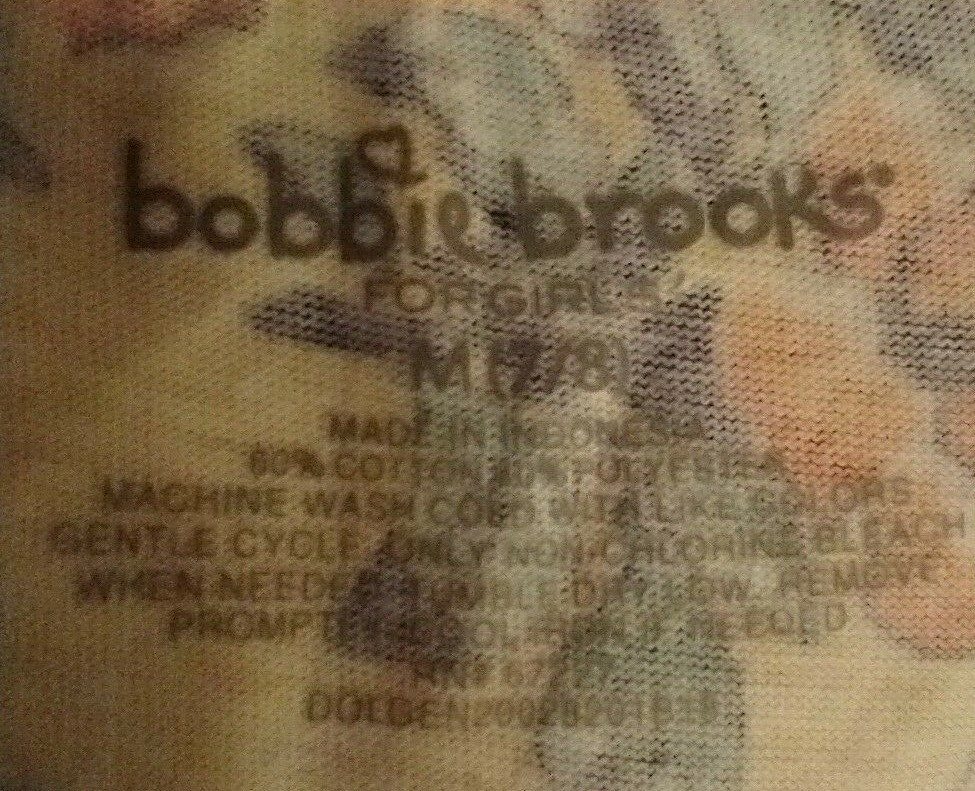 bobbie brooks
FOR GIRLS'
M (7/8)
MADE IN INDONESIA
60% COTTON 40% POLYESTER
MACHINE WASH COLD WITH LIKE COLORS
GENTLE CYCLE. ONLY NON-CHLORINE BLEACH
WHEN NEEDED. TUMBLE DRY LOW. REMOVE
PROMPTLY. COOL IRON IF NEEDED
RN#